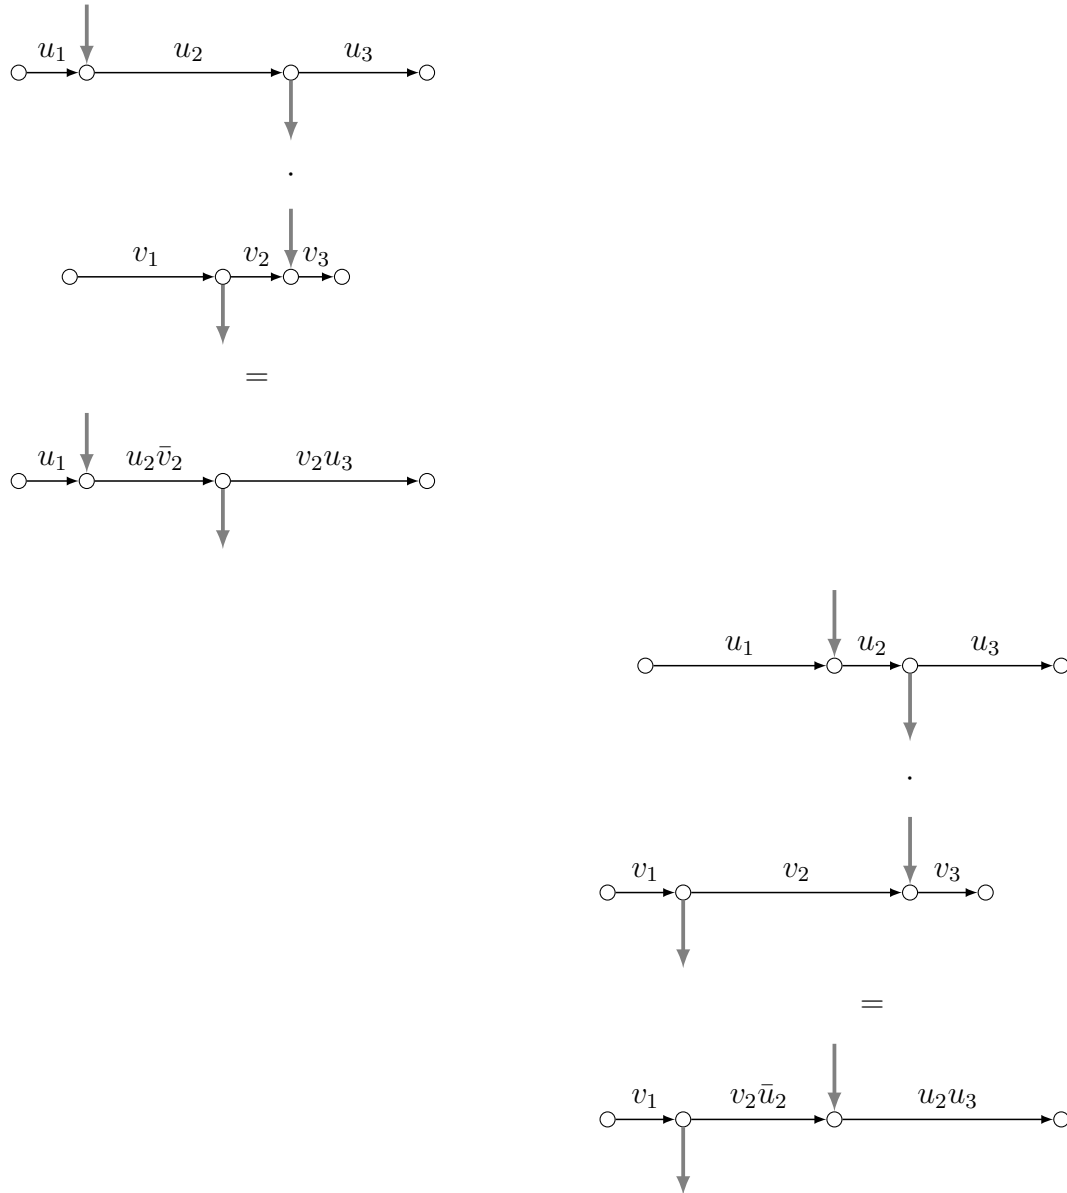 u₁ u₂ u₃
.
v₁ v₂ v₃
=
u₁ u₂v̄₂ v₂u₃
u₁ u₂ u₃
.
v₁ v₂ v₃
=
v₁ v₂ū₂ u₂u₃